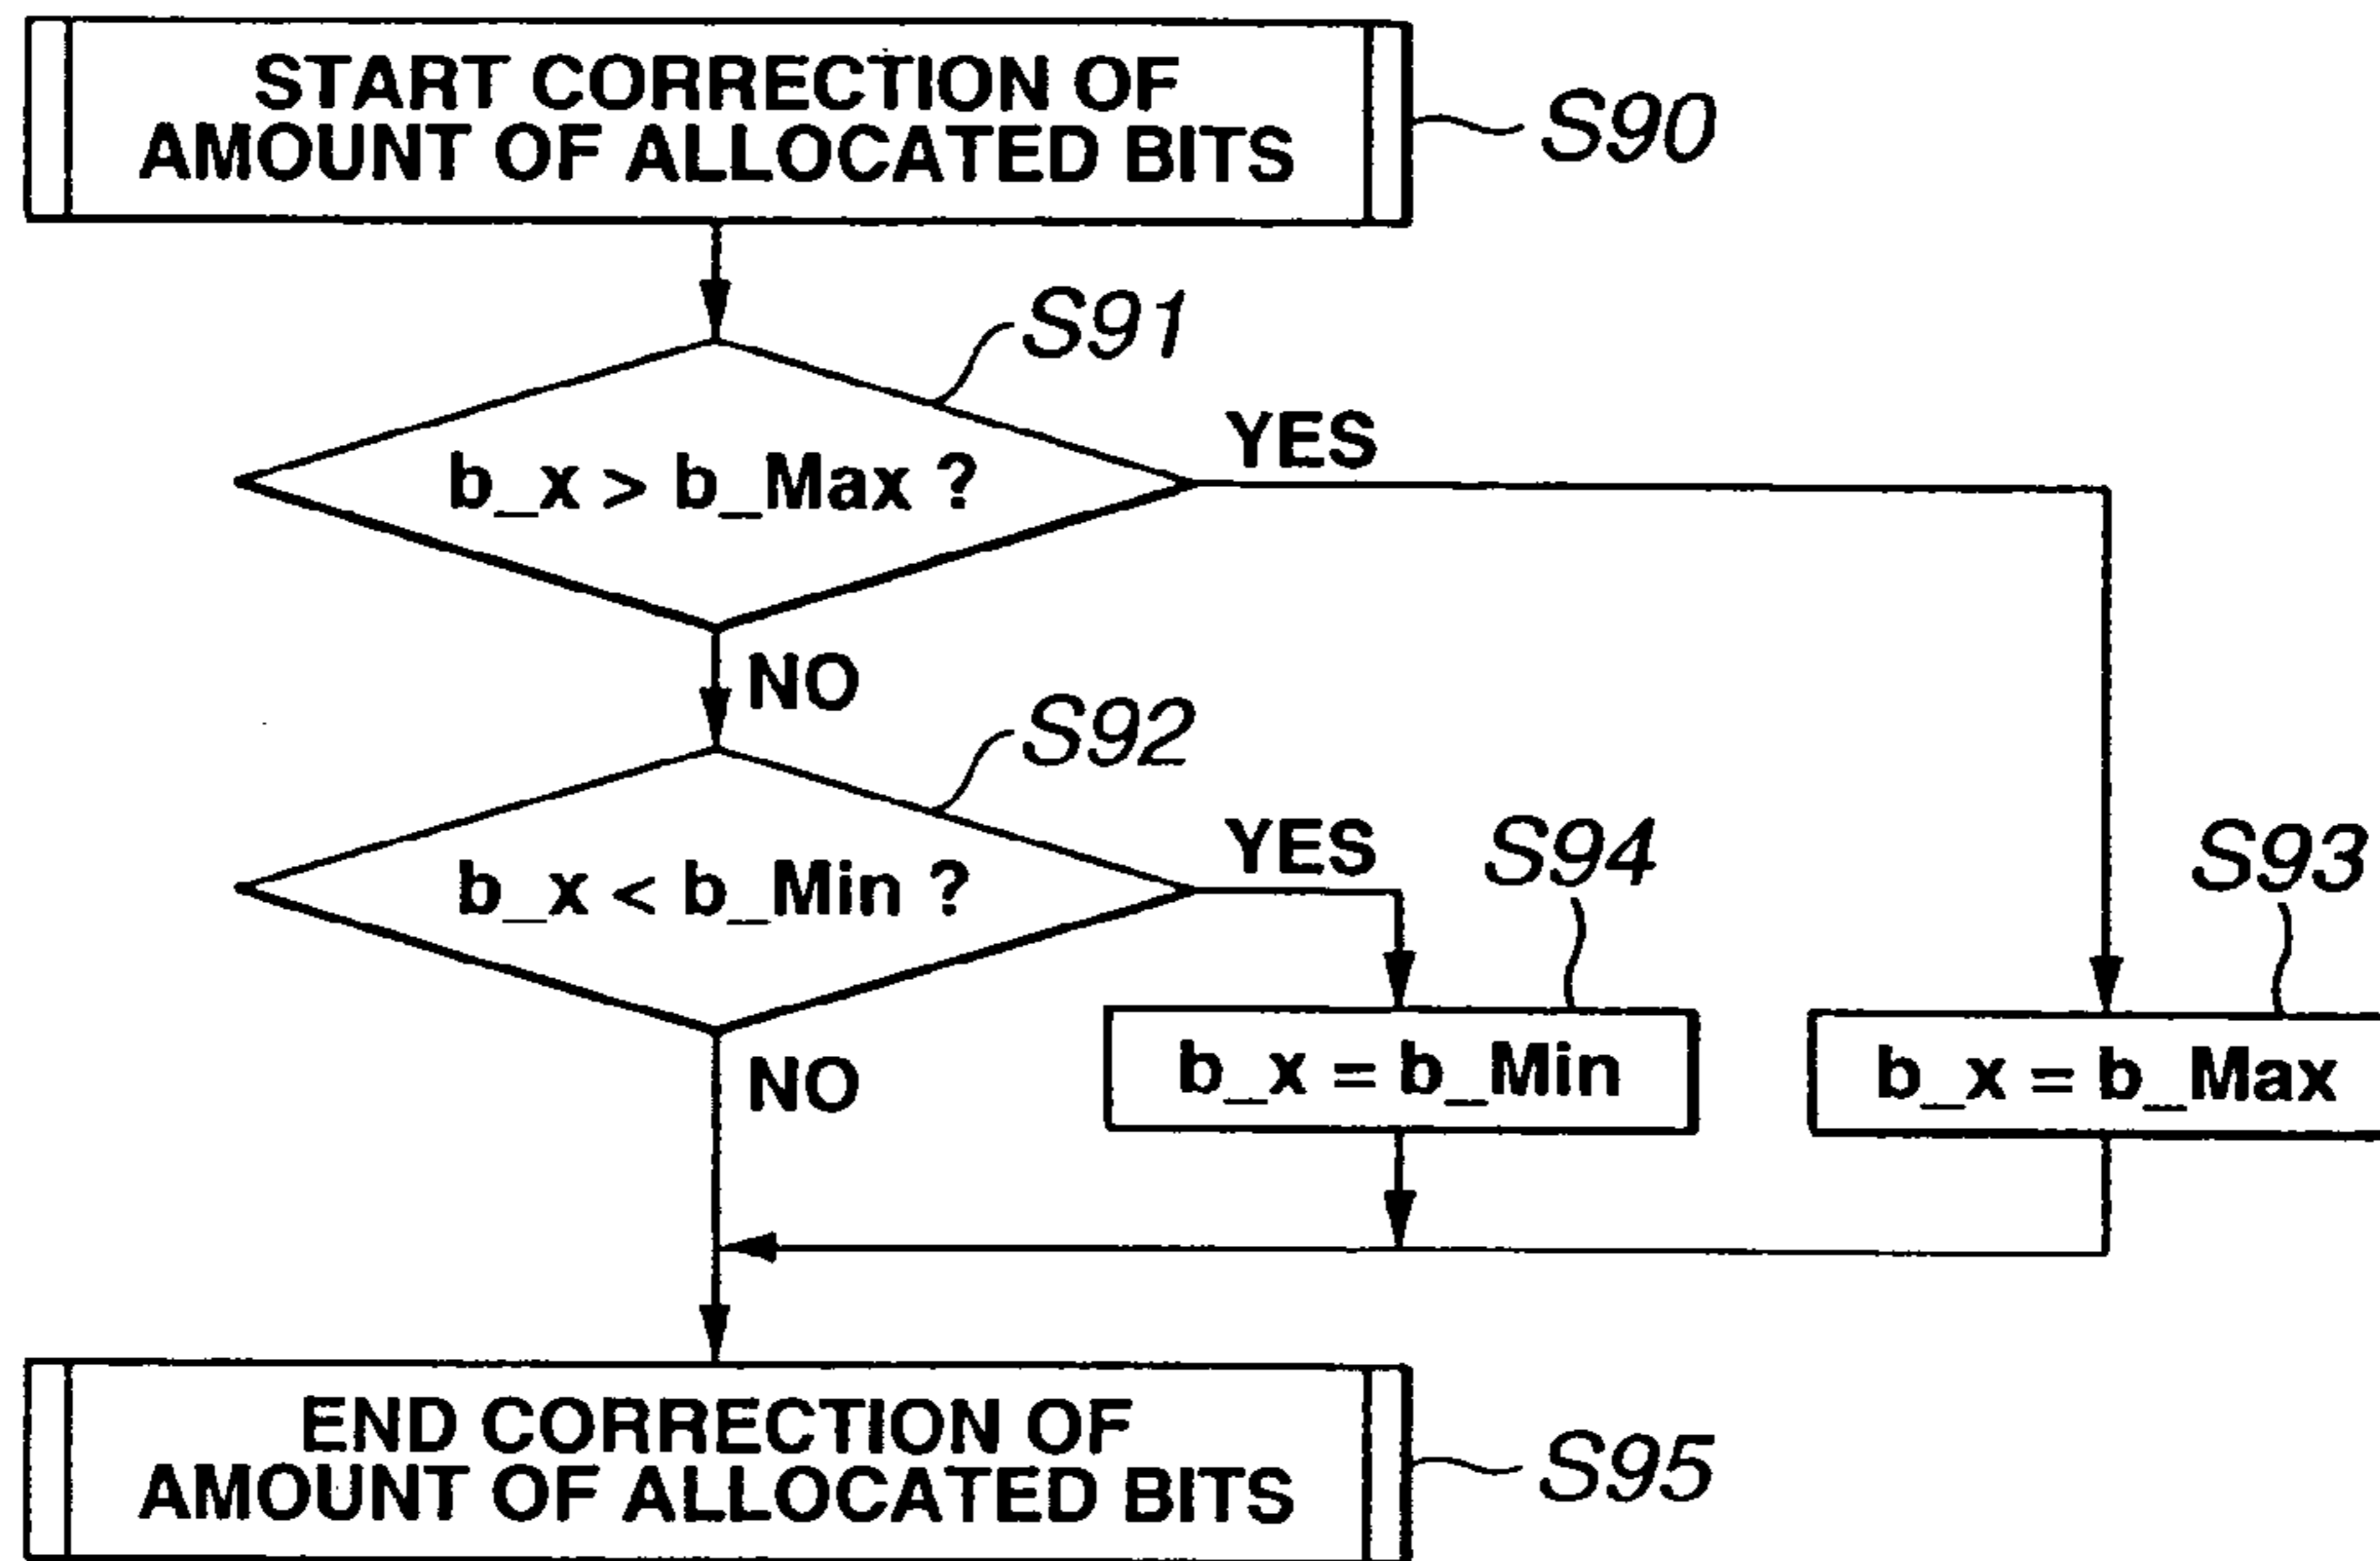 START CORRECTION OF
AMOUNT OF ALLOCATED BITS
S90
S91
b_x > b_Max ?
YES
NO
S92
b_x < b_Min ?
YES
S94
S93
b_x = b_Min
b_x = b_Max
NO
END CORRECTION OF
AMOUNT OF ALLOCATED BITS
S95